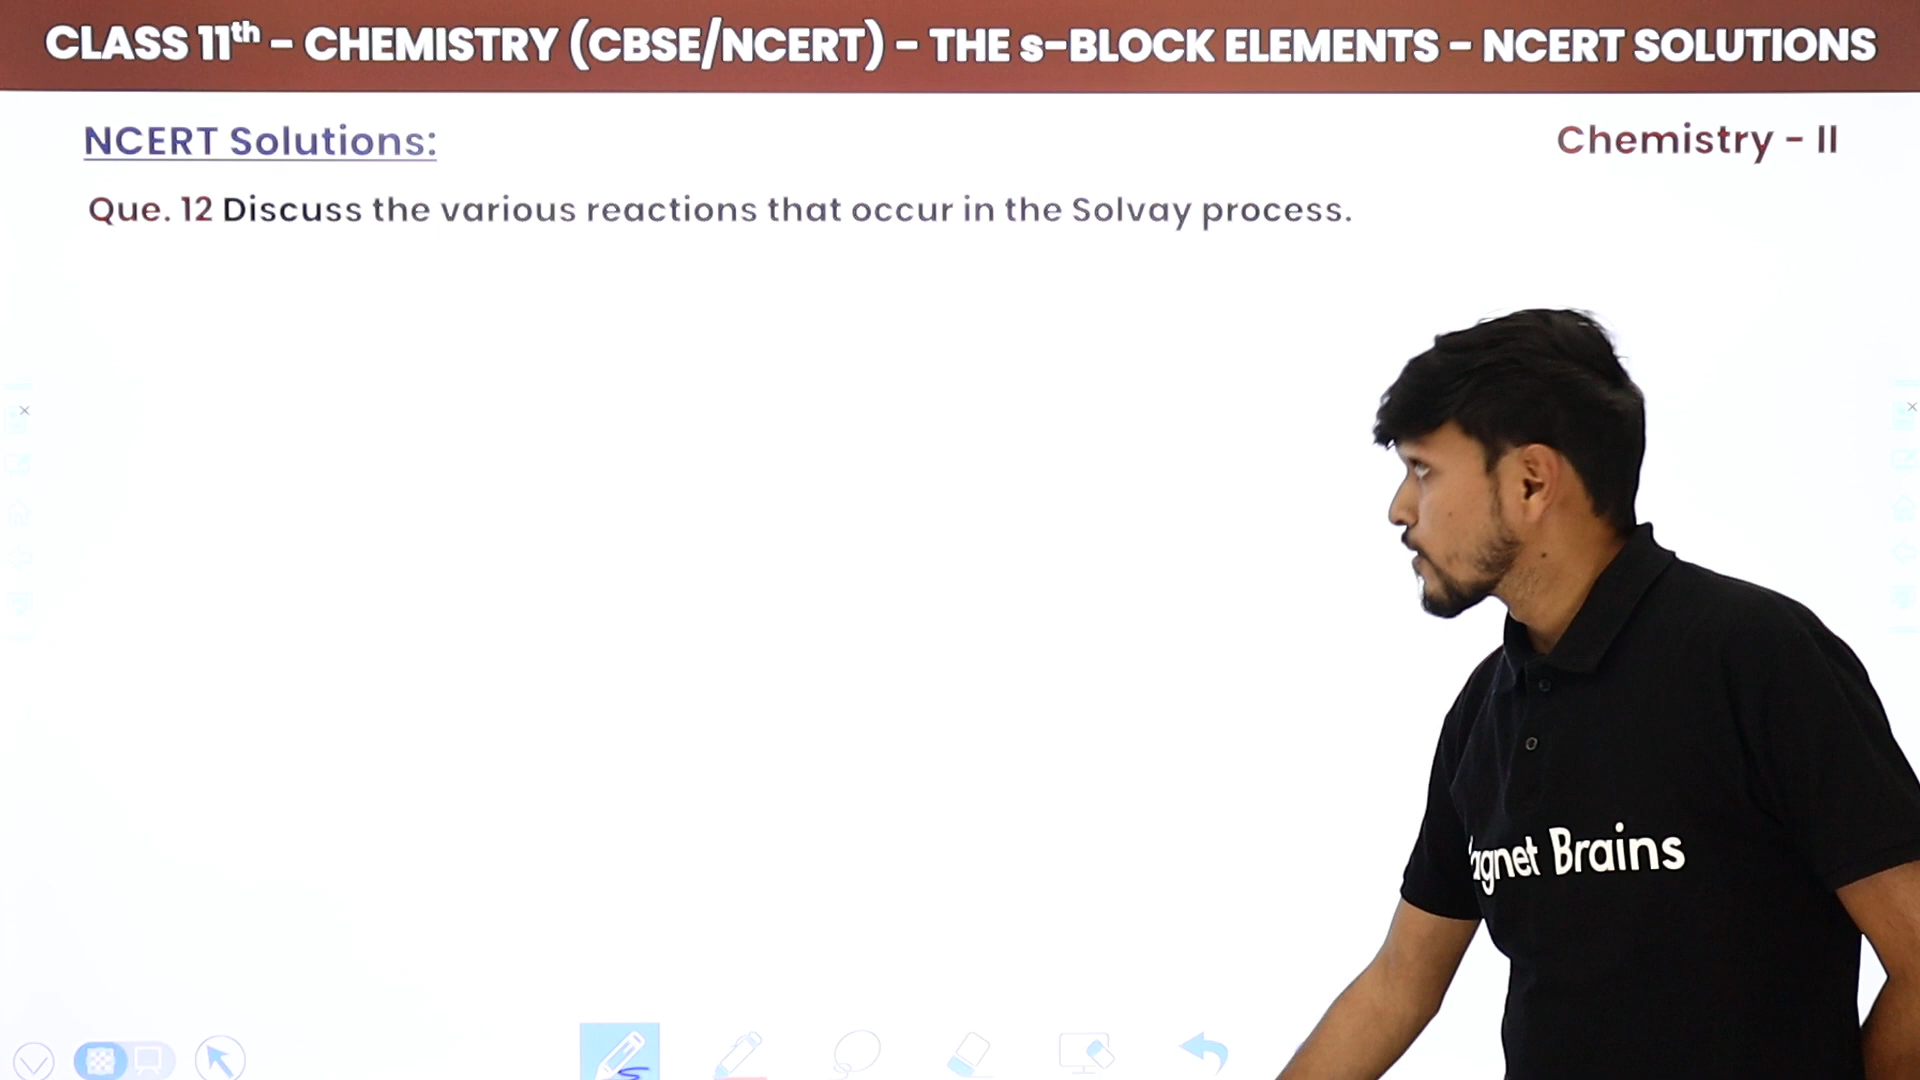 CLASS 11th - CHEMISTRY (CBSE/NCERT) - THE s-BLOCK ELEMENTS - NCERT SOLUTIONS
NCERT Solutions:
Chemistry - II
Que. 12 Discuss the various reactions that occur in the Solvay process.
agnet Brains